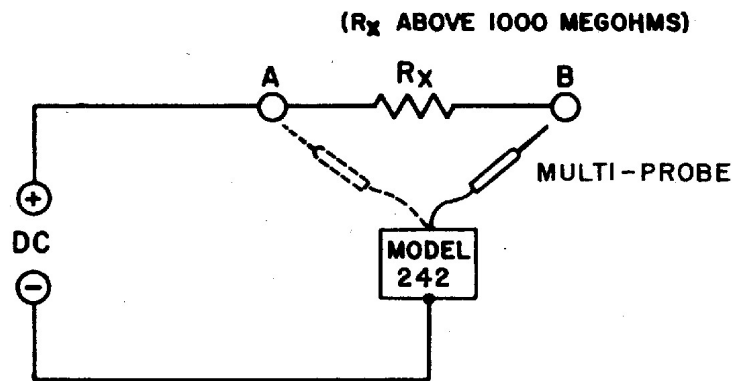 (Rx ABOVE 1000 MEGOHMS)
A
Rx
B
MULTI-PROBE
+
DC
−
MODEL
242